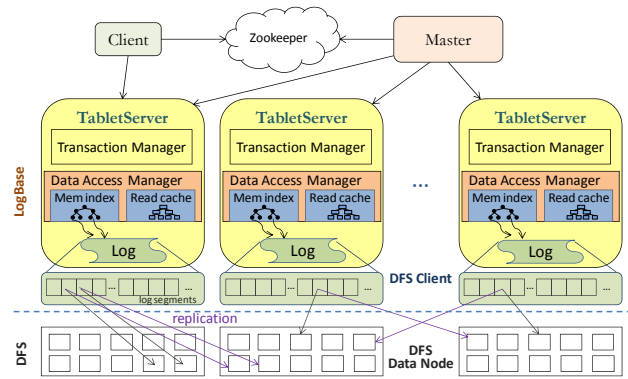 Client
Zookeeper
Master
TabletServer
TabletServer
TabletServer
Transaction Manager
Transaction Manager
Transaction Manager
LogBase
Data Access Manager
Data Access Manager
Data Access Manager
Mem index
Read cache
Mem index
Read cache
...
Mem index
Read cache
Log
Log
Log
DFS Client
... ...
... ...
... ...
log segments
replication
DFS
DFS
Data Node